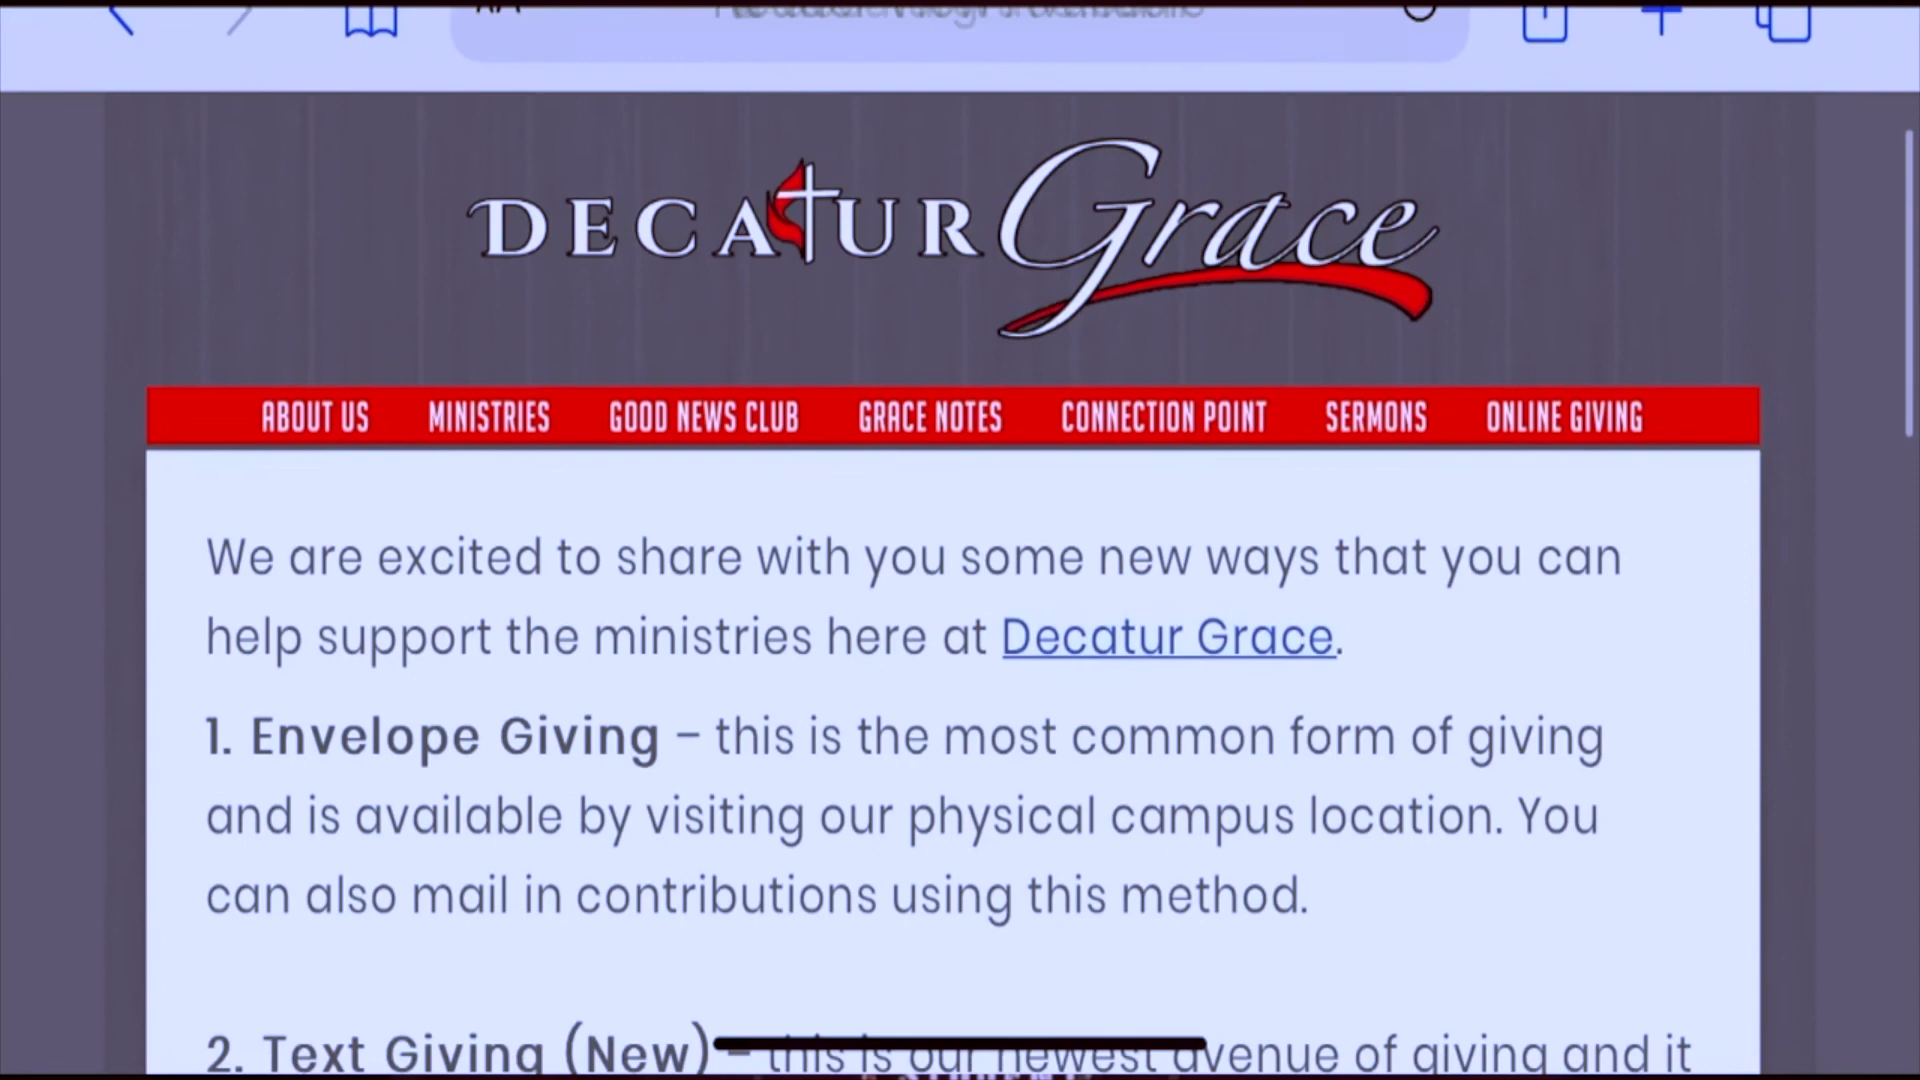 AA
DECATUR Grace
ABOUT US MINISTRIES GOOD NEWS CLUB GRACE NOTES CONNECTION POINT SERMONS ONLINE GIVING
We are excited to share with you some new ways that you can
help support the ministries here at Decatur Grace.
1. Envelope Giving – this is the most common form of giving
and is available by visiting our physical campus location. You
can also mail in contributions using this method.
2. Text Giving (New) – this is our newest avenue of giving and it